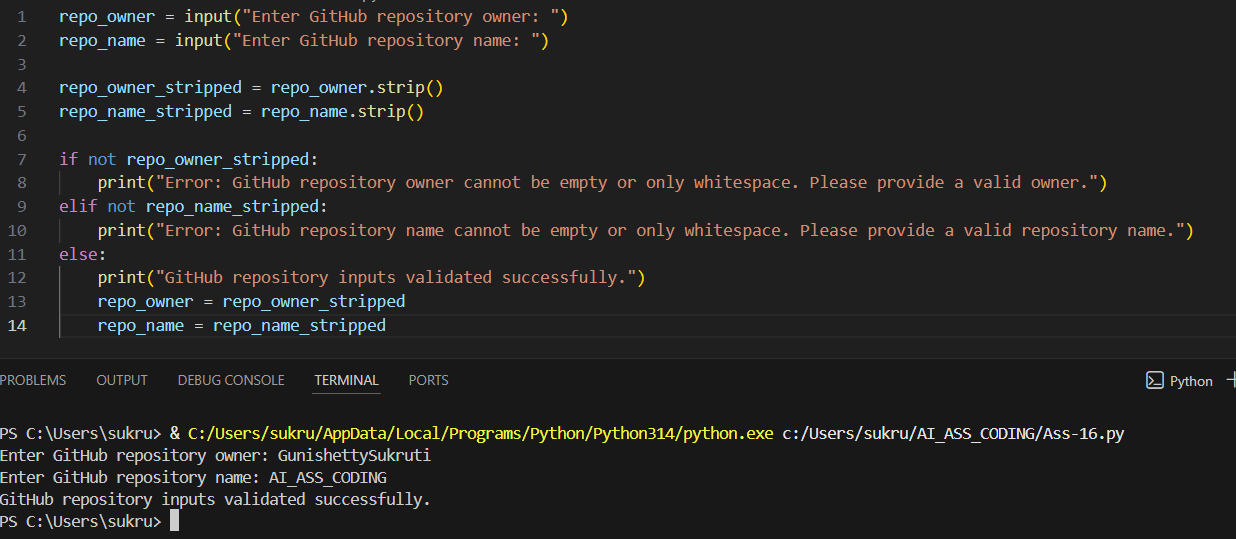 1 repo_owner = input("Enter GitHub repository owner: ")
2 repo_name = input("Enter GitHub repository name: ")
3
4 repo_owner_stripped = repo_owner.strip()
5 repo_name_stripped = repo_name.strip()
6
7 if not repo_owner_stripped:
8     print("Error: GitHub repository owner cannot be empty or only whitespace. Please provide a valid owner.")
9 elif not repo_name_stripped:
10     print("Error: GitHub repository name cannot be empty or only whitespace. Please provide a valid repository name.")
11 else:
12     print("GitHub repository inputs validated successfully.")
13     repo_owner = repo_owner_stripped
14     repo_name = repo_name_stripped
PROBLEMS OUTPUT DEBUG CONSOLE TERMINAL PORTS Python
PS C:\Users\sukru> & C:/Users/sukru/AppData/Local/Programs/Python/Python314/python.exe c:/Users/sukru/AI_ASS_CODING/Ass-16.py
Enter GitHub repository owner: GunishettySukruti
Enter GitHub repository name: AI_ASS_CODING
GitHub repository inputs validated successfully.
PS C:\Users\sukru>